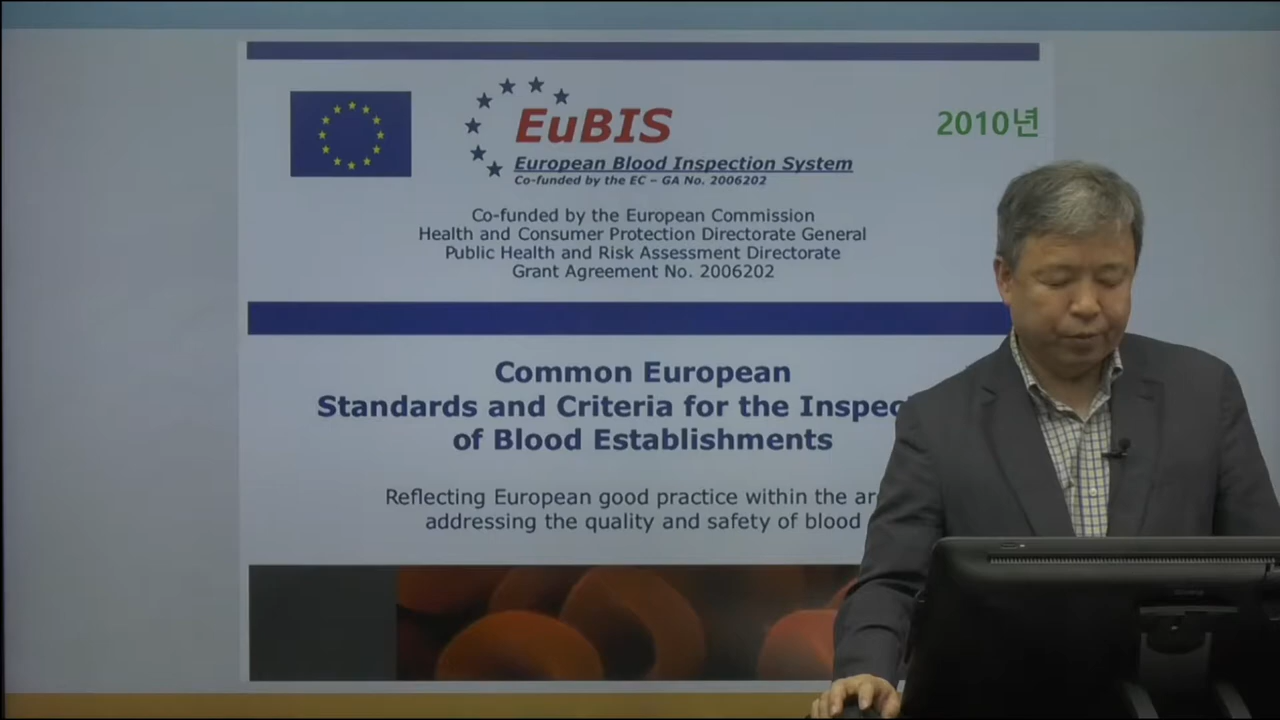 EuBIS
2010년
European Blood Inspection System
Co-funded by the EC – GA No. 2006202
Co-funded by the European Commission
Health and Consumer Protection Directorate General
Public Health and Risk Assessment Directorate
Grant Agreement No. 2006202
Common European
Standards and Criteria for the
of Blood Establishments
Reflecting European good practice within the
addressing the quality and safety of blood